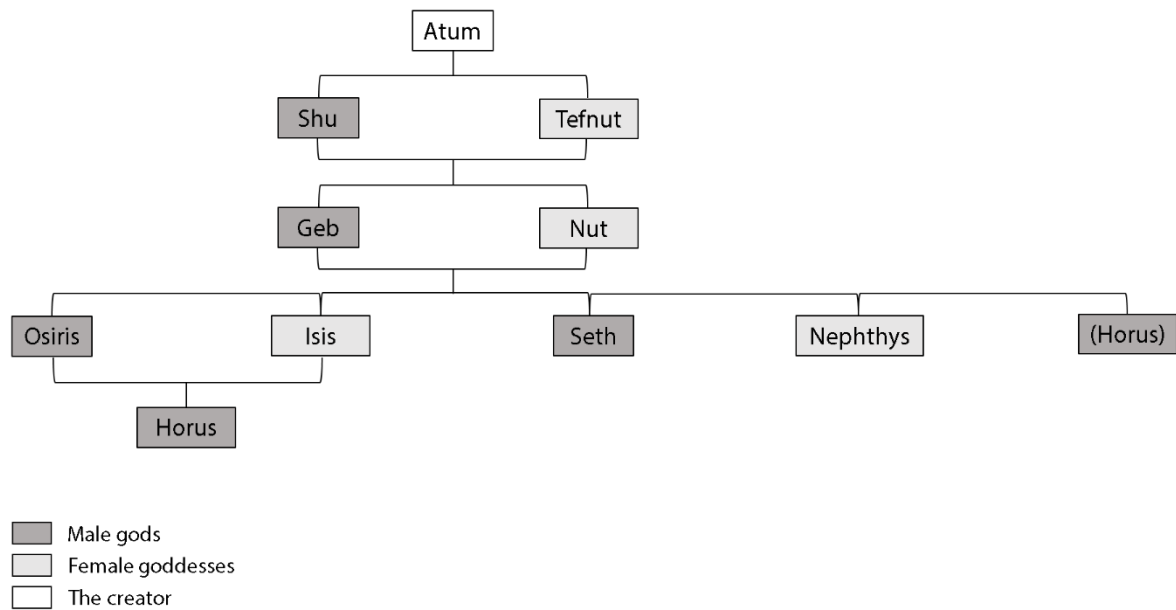 Atum
Shu
Tefnut
Geb
Nut
Osiris
Isis
Seth
Nephthys
(Horus)
Horus
Male gods
Female goddesses
The creator